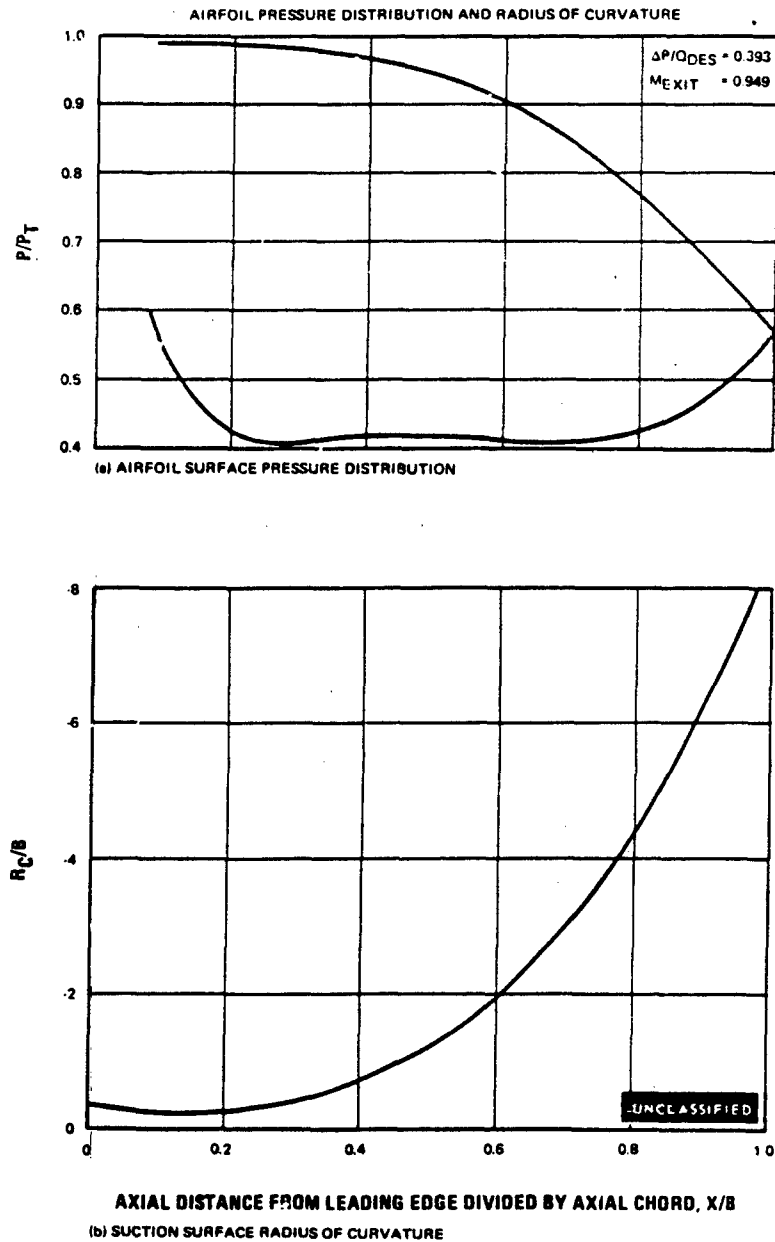 AIRFOIL PRESSURE DISTRIBUTION AND RADIUS OF CURVATURE
ΔP/QDES = 0.393
MEXIT = 0.949
1.0
0.9
0.8
0.7
0.6
0.5
0.4
P/PT
(a) AIRFOIL SURFACE PRESSURE DISTRIBUTION
.8
.6
.4
.2
0
RC/B
UNCLASSIFIED
0 0.2 0.4 0.6 0.8 1 0
AXIAL DISTANCE FROM LEADING EDGE DIVIDED BY AXIAL CHORD, X/B
(b) SUCTION SURFACE RADIUS OF CURVATURE